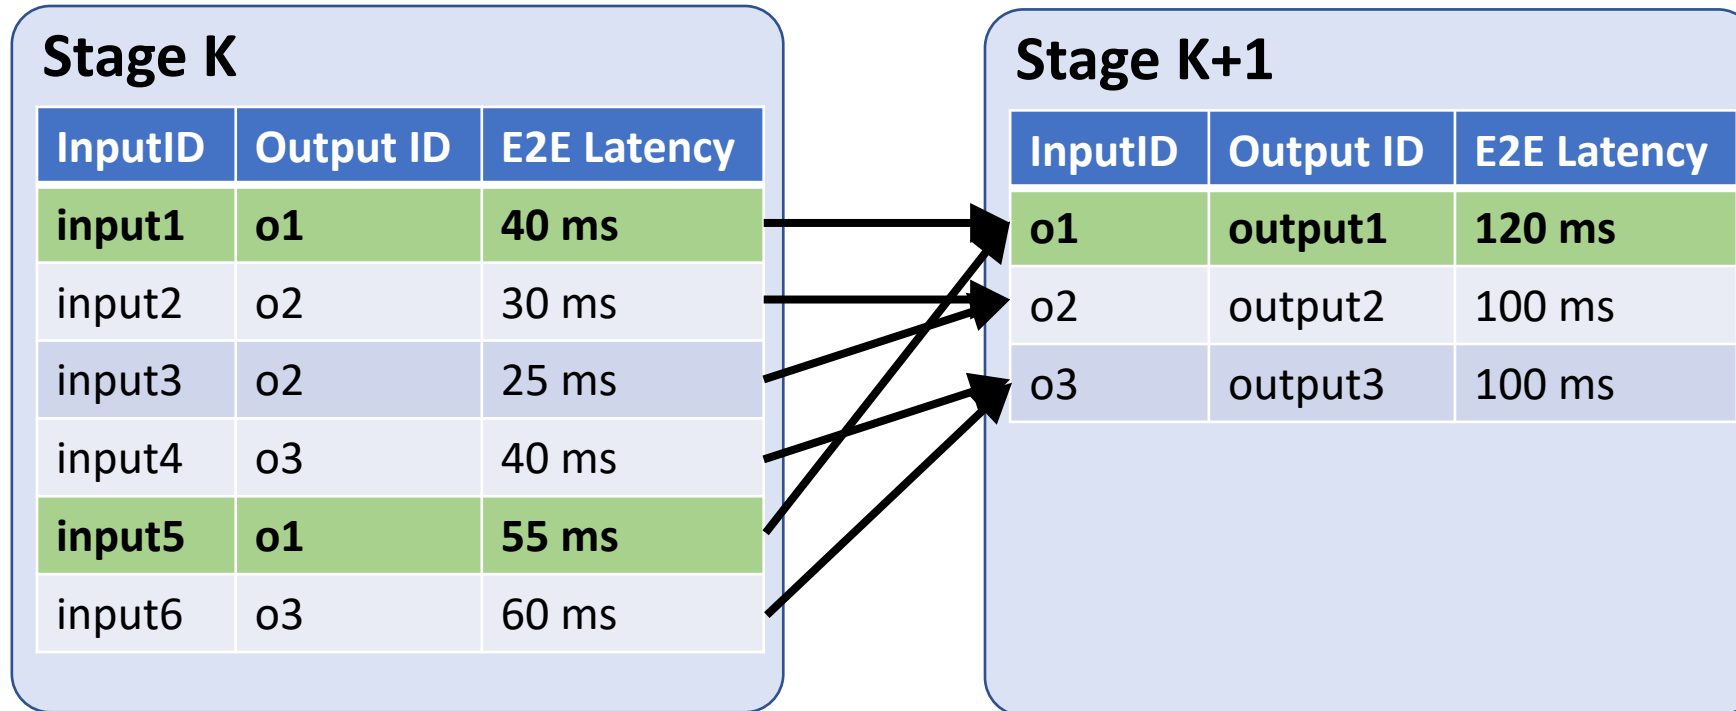 Stage K
InputID Output ID E2E Latency
input1 o1 40 ms
input2 o2 30 ms
input3 o2 25 ms
input4 o3 40 ms
input5 o1 55 ms
input6 o3 60 ms
Stage K+1
InputID Output ID E2E Latency
o1 output1 120 ms
o2 output2 100 ms
o3 output3 100 ms